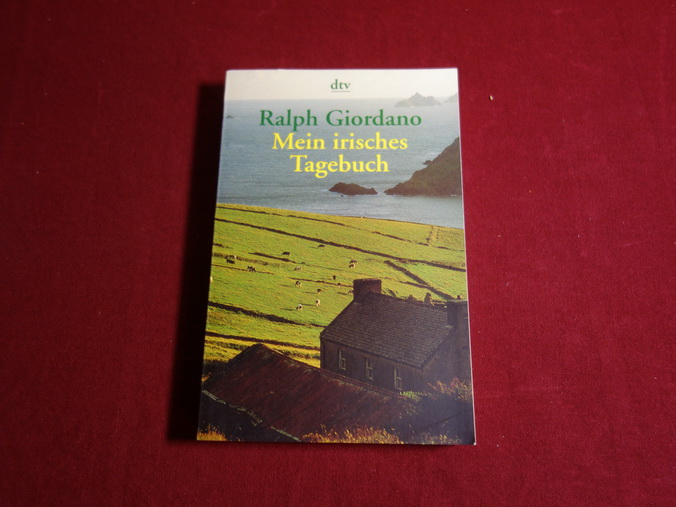 dtv
Ralph Giordano
Mein irisches
Tagebuch